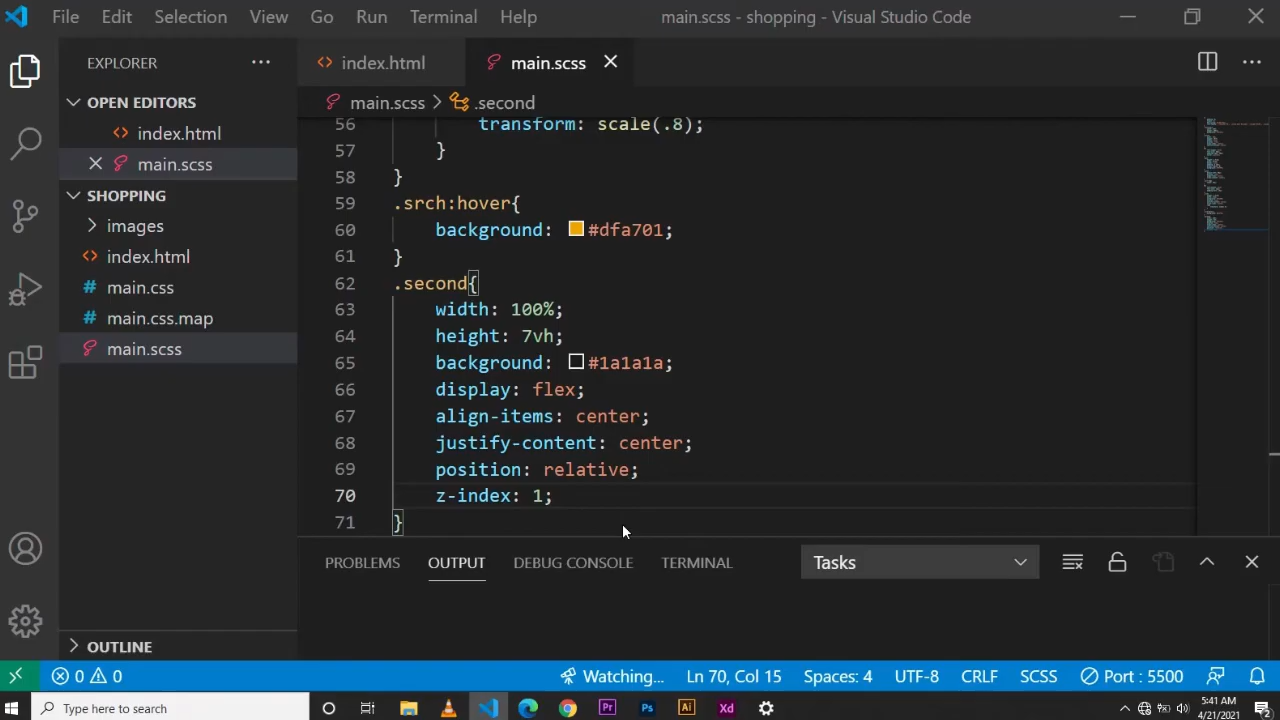 File Edit Selection View Go Run Terminal Help main.scss - shopping - Visual Studio Code
EXPLORER
index.html main.scss
OPEN EDITORS
index.html
main.scss
SHOPPING
images
index.html
main.css
main.css.map
main.scss
OUTLINE
main.scss > .second
56 transform: scale(.8);
57 }
58 }
59 .srch:hover{
60 background: #dfa701;
61 }
62 .second{
63 width: 100%;
64 height: 7vh;
65 background: #1a1a1a;
66 display: flex;
67 align-items: center;
68 justify-content: center;
69 position: relative;
70 z-index: 1;
71 }
PROBLEMS OUTPUT DEBUG CONSOLE TERMINAL Tasks
0 0 Watching... Ln 70, Col 15 Spaces: 4 UTF-8 CRLF SCSS Port : 5500
Type here to search Pr Ps Ai Xd 5:41 AM
4/21/2021 2